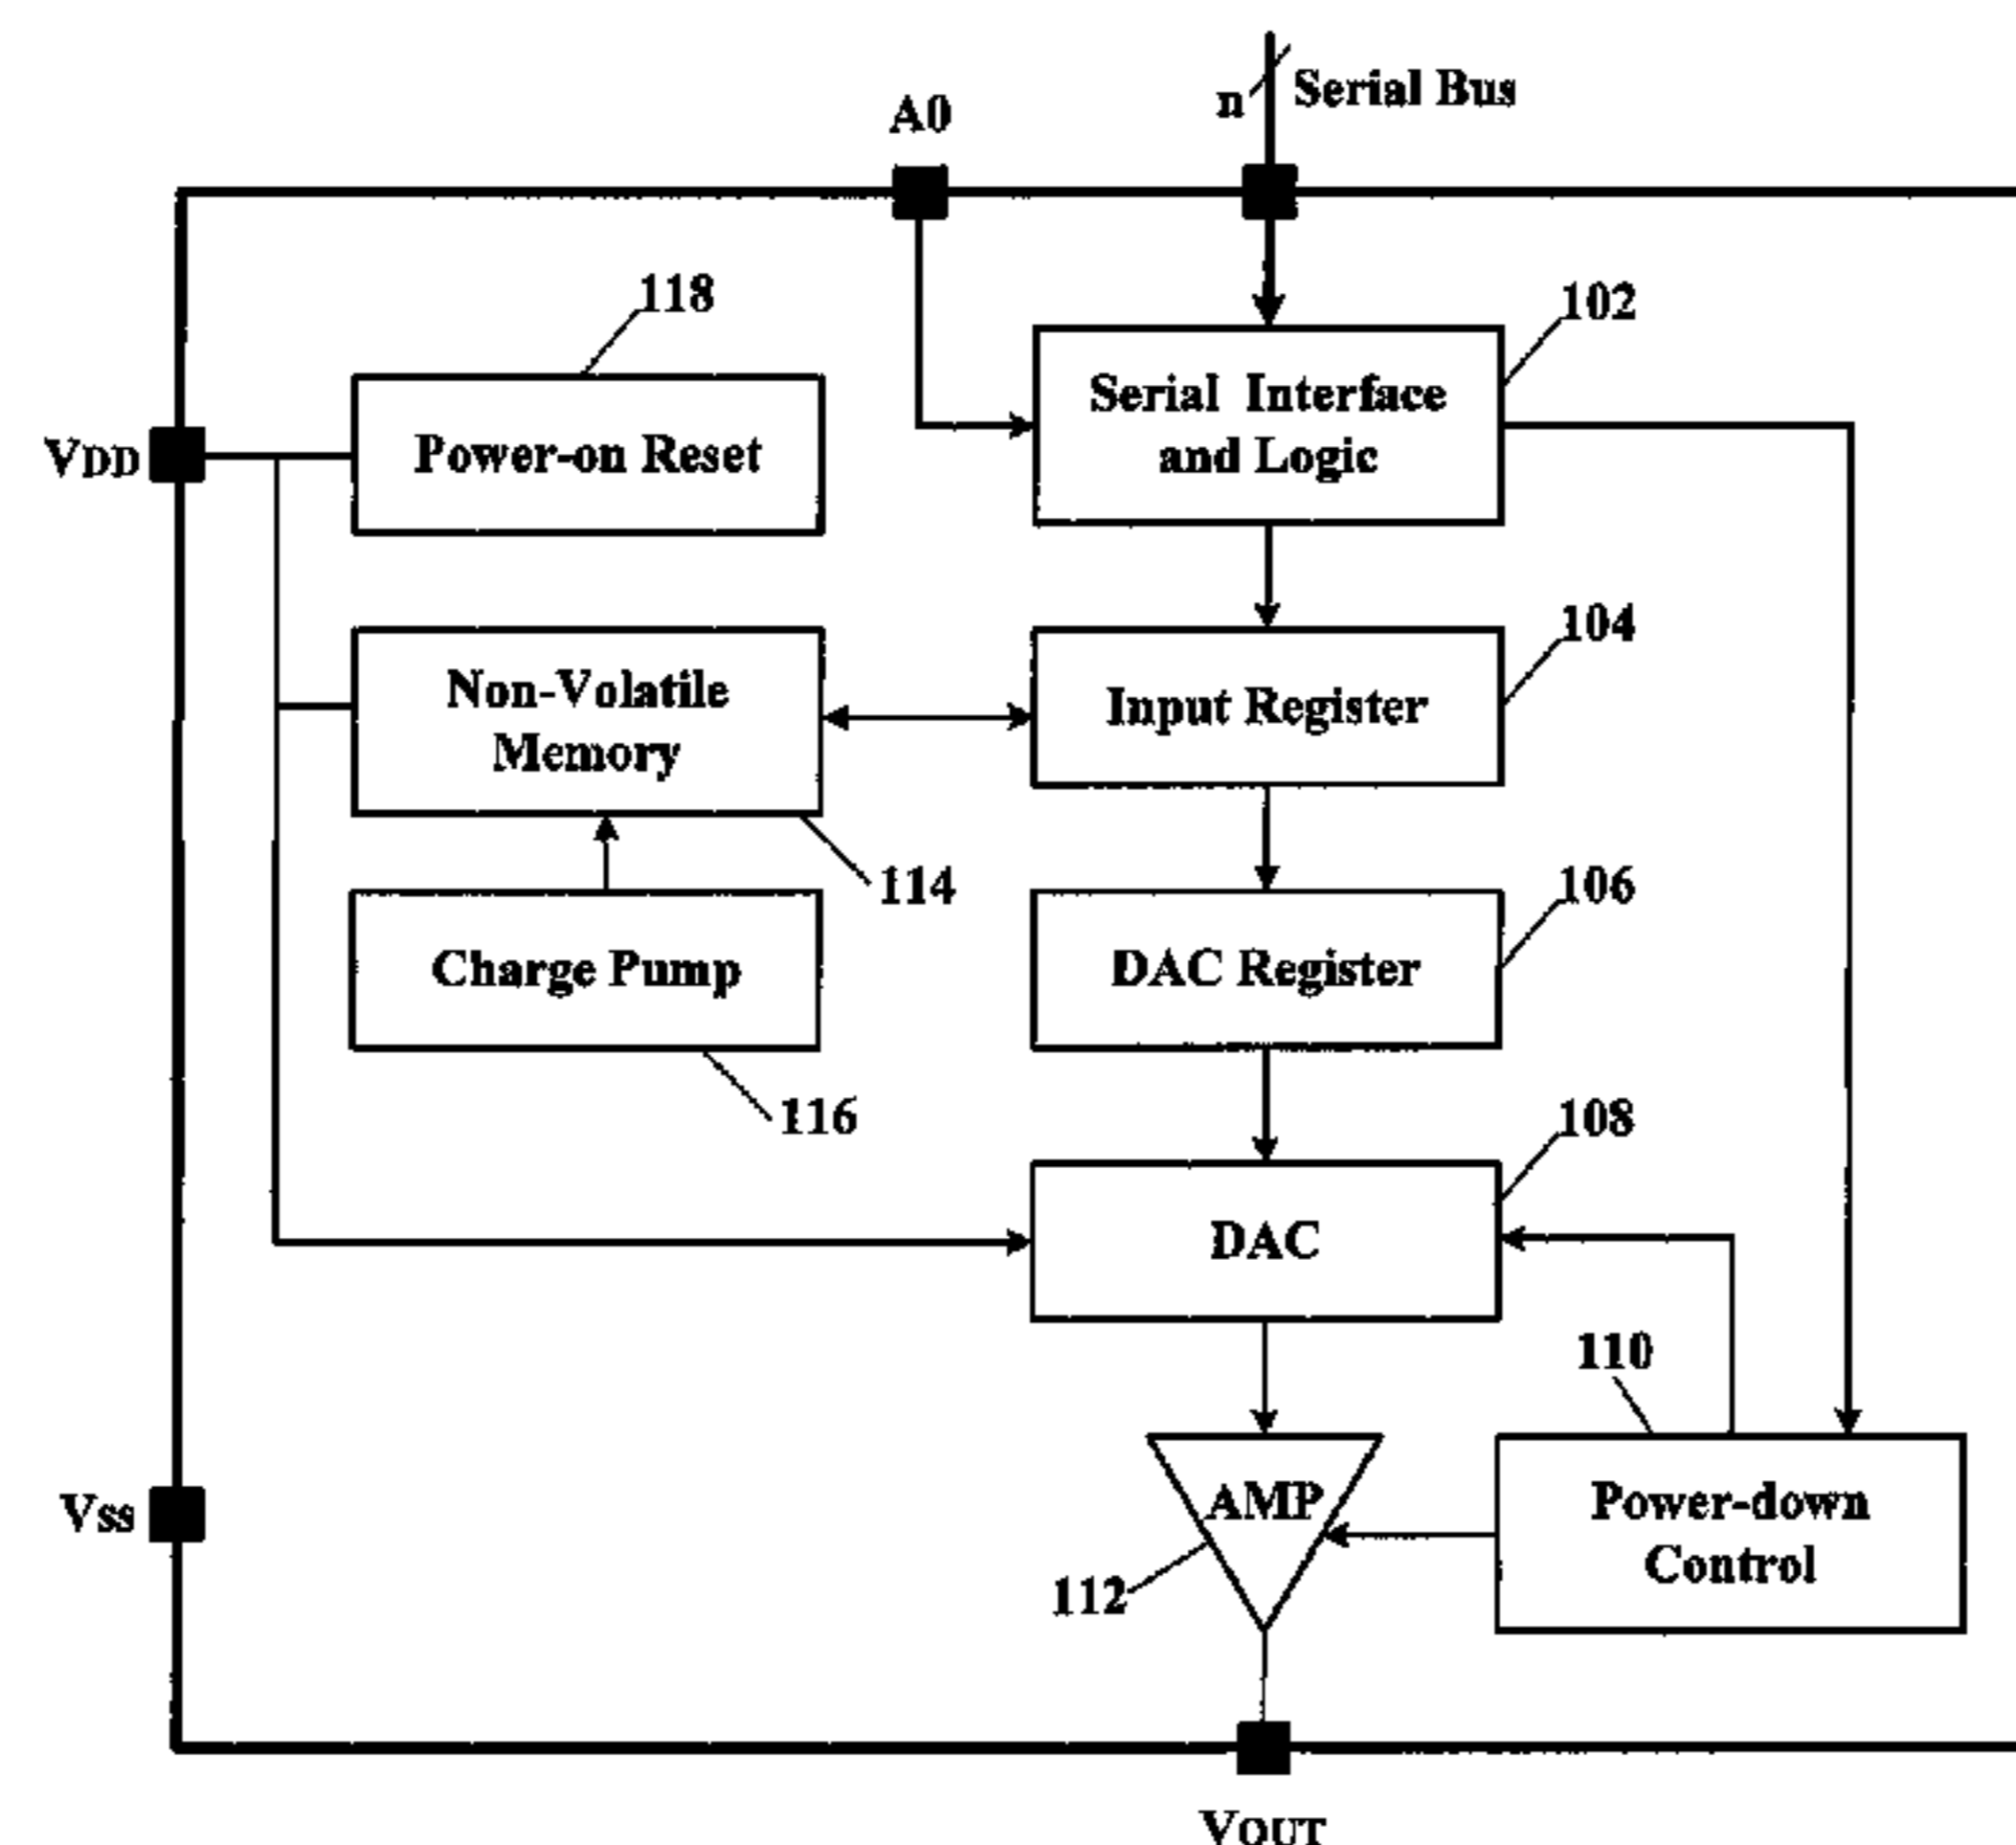 n
Serial Bus
A0
118
102
Serial Interface
and Logic
VDD
Power-on Reset
104
Non-Volatile
Memory
Input Register
114
106
Charge Pump
DAC Register
116
108
DAC
110
VSS
AMP
Power-down
Control
112
VOUT